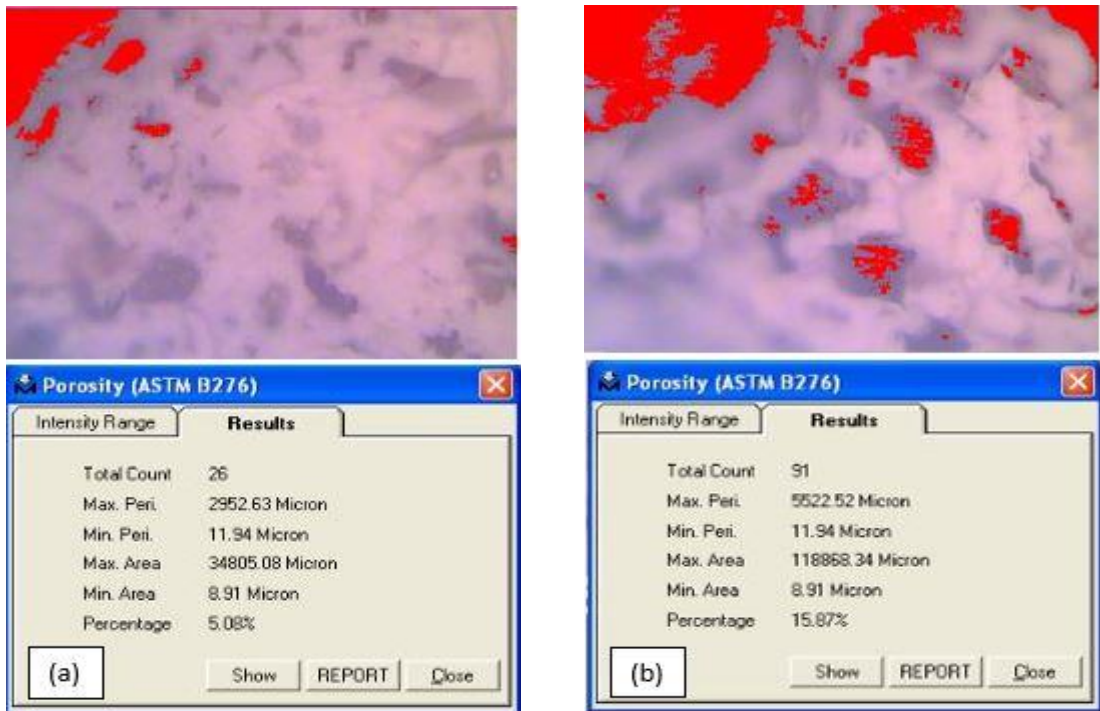 Porosity (ASTM B276)
Intensity Range Results
Total Count 26
Max. Peri. 2952.63 Micron
Min. Peri. 11.94 Micron
Max. Area 34805.08 Micron
Min. Area 8.91 Micron
Percentage 5.08%
(a) Show REPORT Close
Porosity (ASTM B276)
Intensity Range Results
Total Count 91
Max. Peri. 5522.52 Micron
Min. Peri. 11.94 Micron
Max. Area 118868.34 Micron
Min. Area 8.91 Micron
Percentage 15.87%
(b) Show REPORT Close